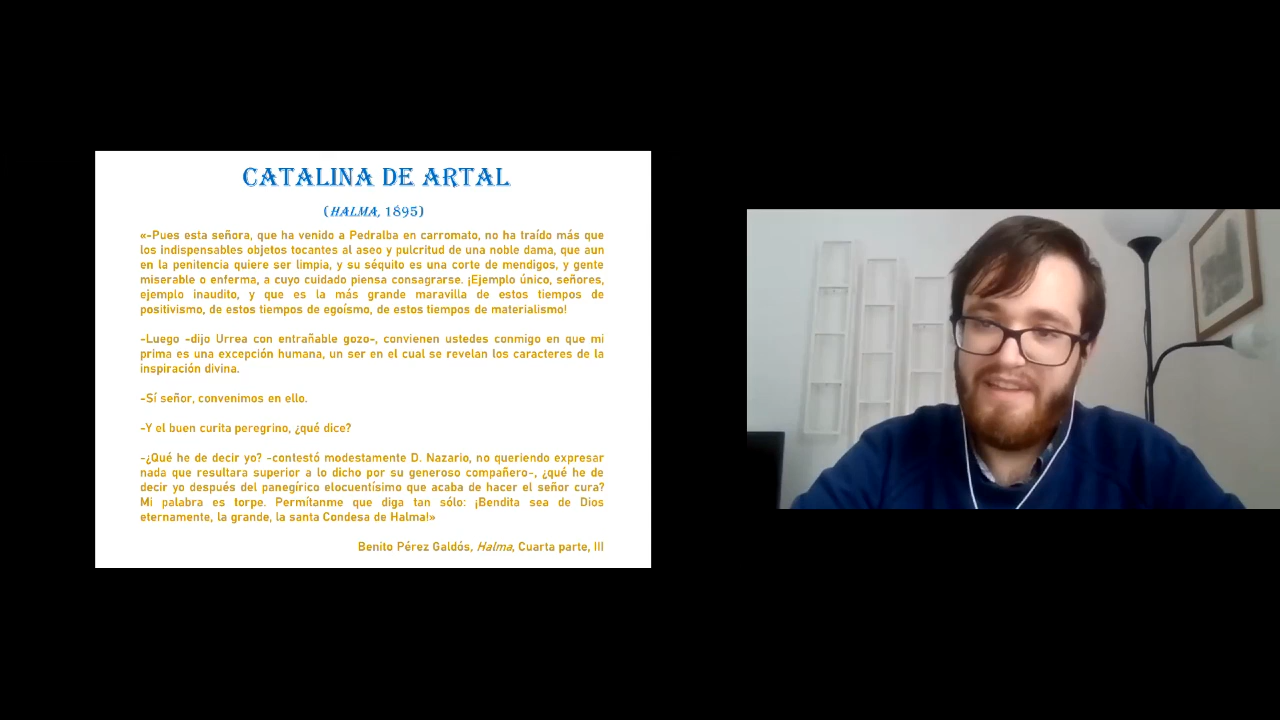 CATALINA DE ARTAL
(HALMA, 1895)
«-Pues esta señora, que ha venido a Pedralba en carromato, no ha traído más que
los indispensables objetos tocantes al aseo y pulcritud de una noble dama, que aun
en la penitencia quiere ser limpia, y su séquito es una corte de mendigos, y gente
miserable o enferma, a cuyo cuidado piensa consagrarse. ¡Ejemplo único, señores,
ejemplo inaudito, y que es la más grande maravilla de estos tiempos de
positivismo, de estos tiempos de egoísmo, de estos tiempos de materialismo!
-Luego -dijo Urrea con entrañable gozo-, convienen ustedes conmigo en que mi
prima es una excepción humana, un ser en el cual se revelan los caracteres de la
inspiración divina.
-Sí señor, convenimos en ello.
-Y el buen curita peregrino, ¿qué dice?
-¿Qué he de decir yo? -contestó modestamente D. Nazario, no queriendo expresar
nada que resultara superior a lo dicho por su generoso compañero-, ¿qué he de
decir yo después del panegírico elocuentísimo que acaba de hacer el señor cura?
Mi palabra es torpe. Permítanme que diga tan sólo: ¡Bendita sea de Dios
eternamente, la grande, la santa Condesa de Halma!»
Benito Pérez Galdós, Halma, Cuarta parte, III